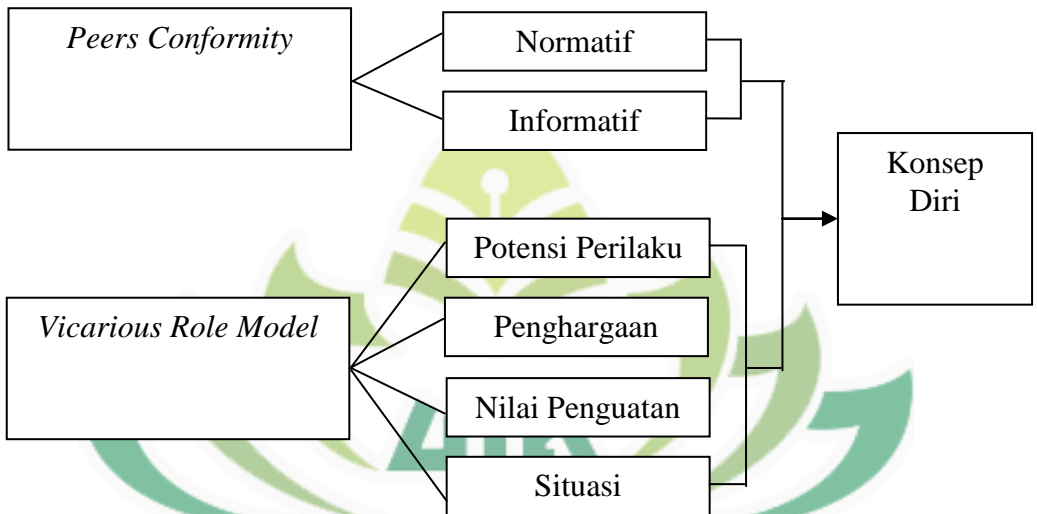 Peers Conformity
Normatif
Informatif
Konsep
Diri
Vicarious Role Model
Potensi Perilaku
Penghargaan
Nilai Penguatan
Situasi